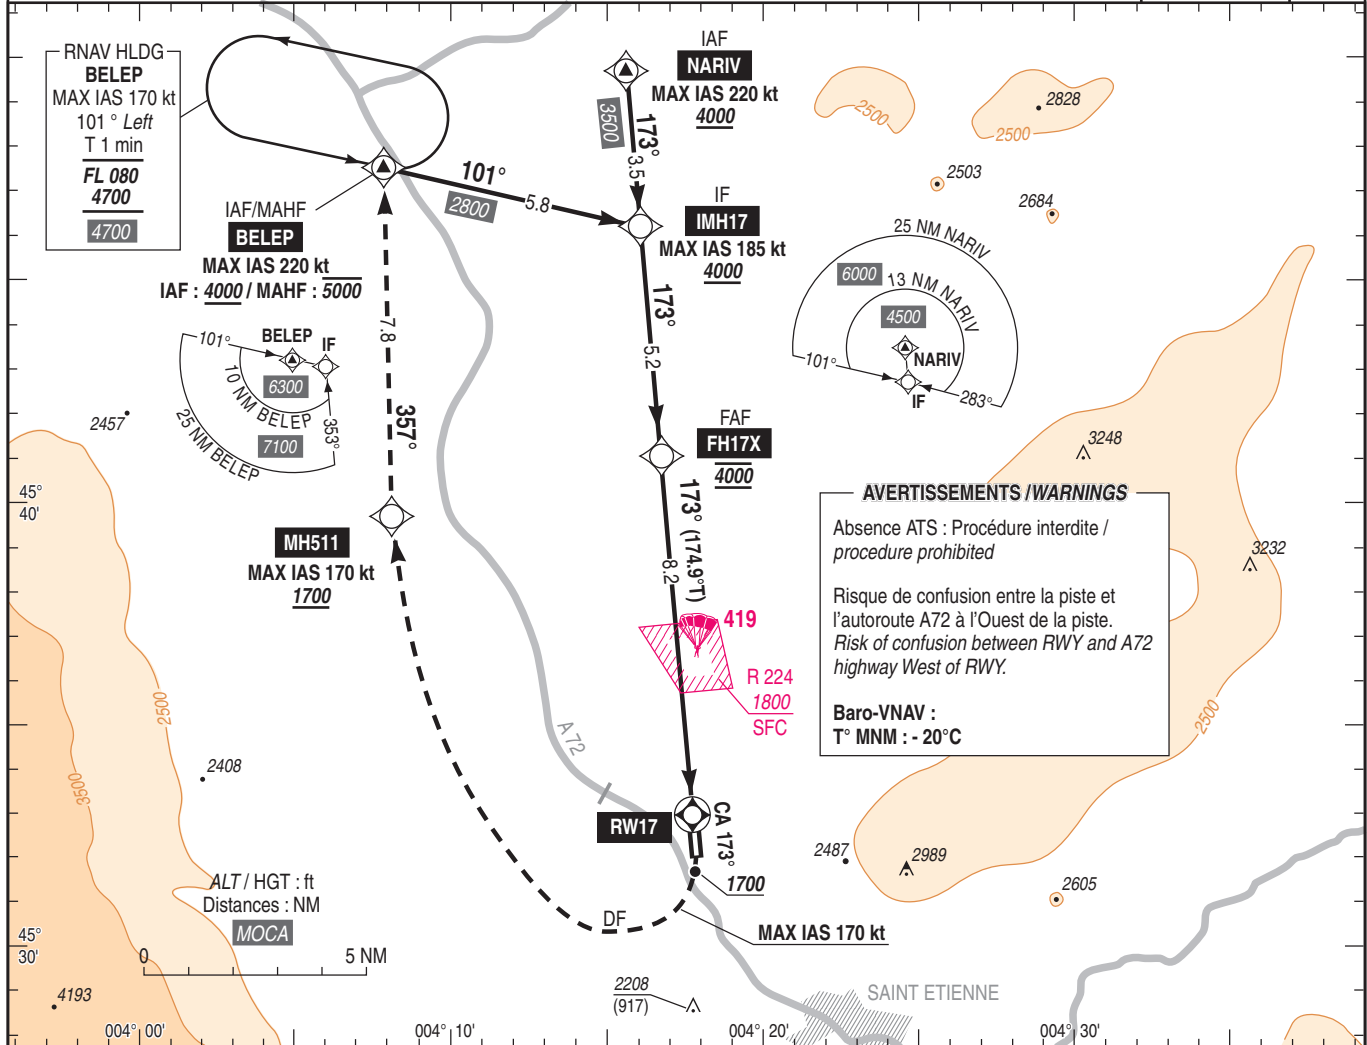 RNAV HLDG
BELEP
MAX IAS 170 kt
101 ° Left
T 1 min
FL 080
4700
4700
IAF
NARIV
MAX IAS 220 kt
4000
3500
173°
3.5
2500
2828
2500
2503
2684
101°
5.8
2800
IAF/MAHF
BELEP
MAX IAS 220 kt
IAF : 4000 / MAHF : 5000
IF
IMH17
MAX IAS 185 kt
4000
25 NM NARIV
6000
13 NM NARIV
4500
NARIV
101°
IF
283°
173°
5.2
7.8
101°
BELEP
IF
6300
10 NM BELEP
353°
7100
25 NM BELEP
2457
357°
FAF
FH17X
4000
3248
45°
40'
MH511
MAX IAS 170 kt
1700
173° (174.9°T)
8.2
AVERTISSEMENTS /WARNINGS
Absence ATS : Procédure interdite /
procedure prohibited
Risque de confusion entre la piste et
l'autoroute A72 à l'Ouest de la piste.
Risk of confusion between RWY and A72
highway West of RWY.
Baro-VNAV :
T° MNM : - 20°C
3232
419
R 224
1800
SFC
2500
2500
3500
A 72
2408
RW17
CA 173°
1700
2487
2989
2605
ALT / HGT : ft
Distances : NM
MOCA
DF
MAX IAS 170 kt
45°
30'
0
5 NM
4193
2208
(917)
SAINT ETIENNE
004° 00'
004° 10'
004° 20'
004° 30'